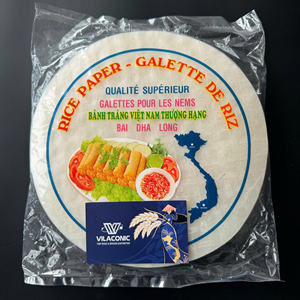 RICE PAPER - GALETTE DE RIZ
QUALITÉ SUPÉRIEUR
GALETTES POUR LES NEMS
BÁNH TRÁNG VIỆT NAM THƯỢNG HẠNG
BAI DHA LONG
VILACONIC